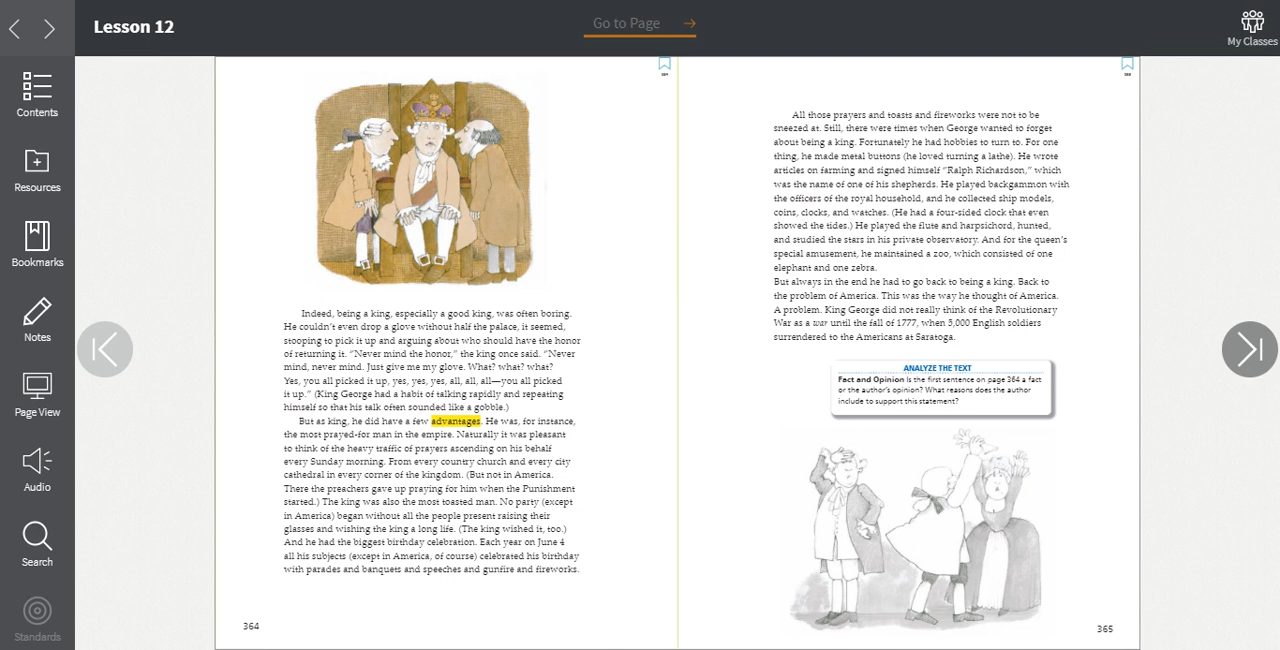 Lesson 12
Go to Page
My Classes
Contents
Resources
Bookmarks
Notes
Page View
Audio
Search
Standards
Indeed, being a king, especially a good king, was often boring.
He couldn't even drop a glove without half the palace, it seemed,
stooping to pick it up and arguing about who should have the honor
of returning it. "Never mind the honor," the king once said. "Never
mind, never mind. Just give me my glove. What? what? what?
Yes, you all picked it up, yes, yes, yes, all, all, all—you all picked
it up." (King George had a habit of talking rapidly and repeating
himself so that his talk often sounded like a gobble.)
But as king, he did have a few advantages. He was, for instance,
the most prayed-for man in the empire. Naturally it was pleasant
to think of the heavy traffic of prayers ascending on his behalf
every Sunday morning. From every country church and every city
cathedral in every corner of the kingdom. (But not in America.
There the preachers gave up praying for him when the Punishment
started.) The king was also the most toasted man. No party (except
in America) began without all the people present raising their
glasses and wishing the king a long life. (The king wished it, too.)
And he had the biggest birthday celebration. Each year on June 4
all his subjects (except in America, of course) celebrated his birthday
with parades and banquets and speeches and gunfire and fireworks.
364
All those prayers and toasts and fireworks were not to be
sneezed at. Still, there were times when George wanted to forget
about being a king. Fortunately he had hobbies to turn to. For one
thing, he made metal buttons (he loved turning a lathe). He wrote
articles on farming and signed himself "Ralph Richardson," which
was the name of one of his shepherds. He played backgammon with
the officers of the royal household, and he collected ship models,
coins, clocks, and watches. (He had a four-sided clock that even
showed the tides.) He played the flute and harpsichord, hunted,
and studied the stars in his private observatory. And for the queen's
special amusement, he maintained a zoo, which consisted of one
elephant and one zebra.
But always in the end he had to go back to being a king. Back to
the problem of America. This was the way he thought of America.
A problem. King George did not really think of the Revolutionary
War as a war until the fall of 1777, when 5,000 English soldiers
surrendered to the Americans at Saratoga.
ANALYZE THE TEXT
Fact and Opinion Is the first sentence on page 364 a fact
or the author's opinion? What reasons does the author
include to support this statement?
365